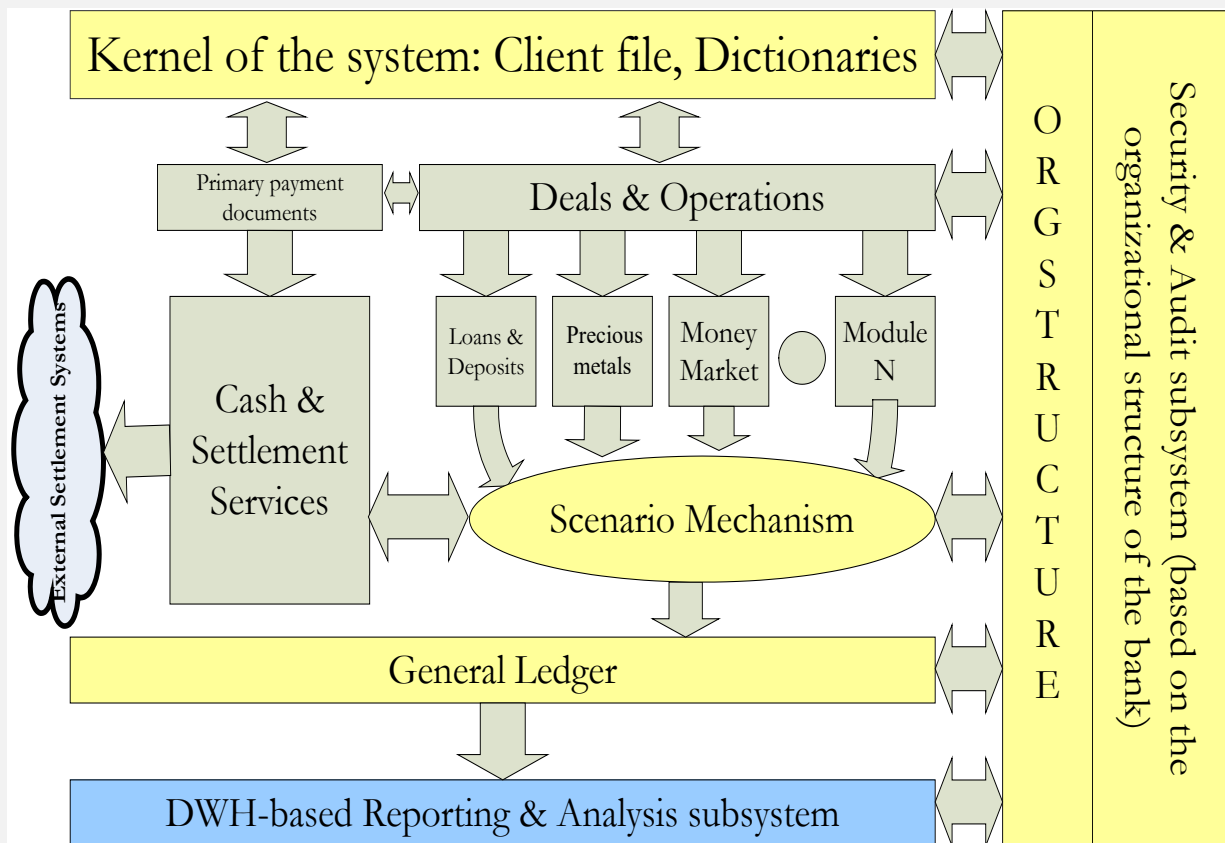 Kernel of the system: Client file, Dictionaries
Primary payment
documents
Deals & Operations
Loans &
Deposits
Precious
metals
Money
Market
Module
N
External Settlement Systems
Cash &
Settlement
Services
Scenario Mechanism
General Ledger
DWH-based Reporting & Analysis subsystem
O
R
G
S
T
R
U
C
T
U
R
E
Security & Audit subsystem (based on the
organizational structure of the bank)